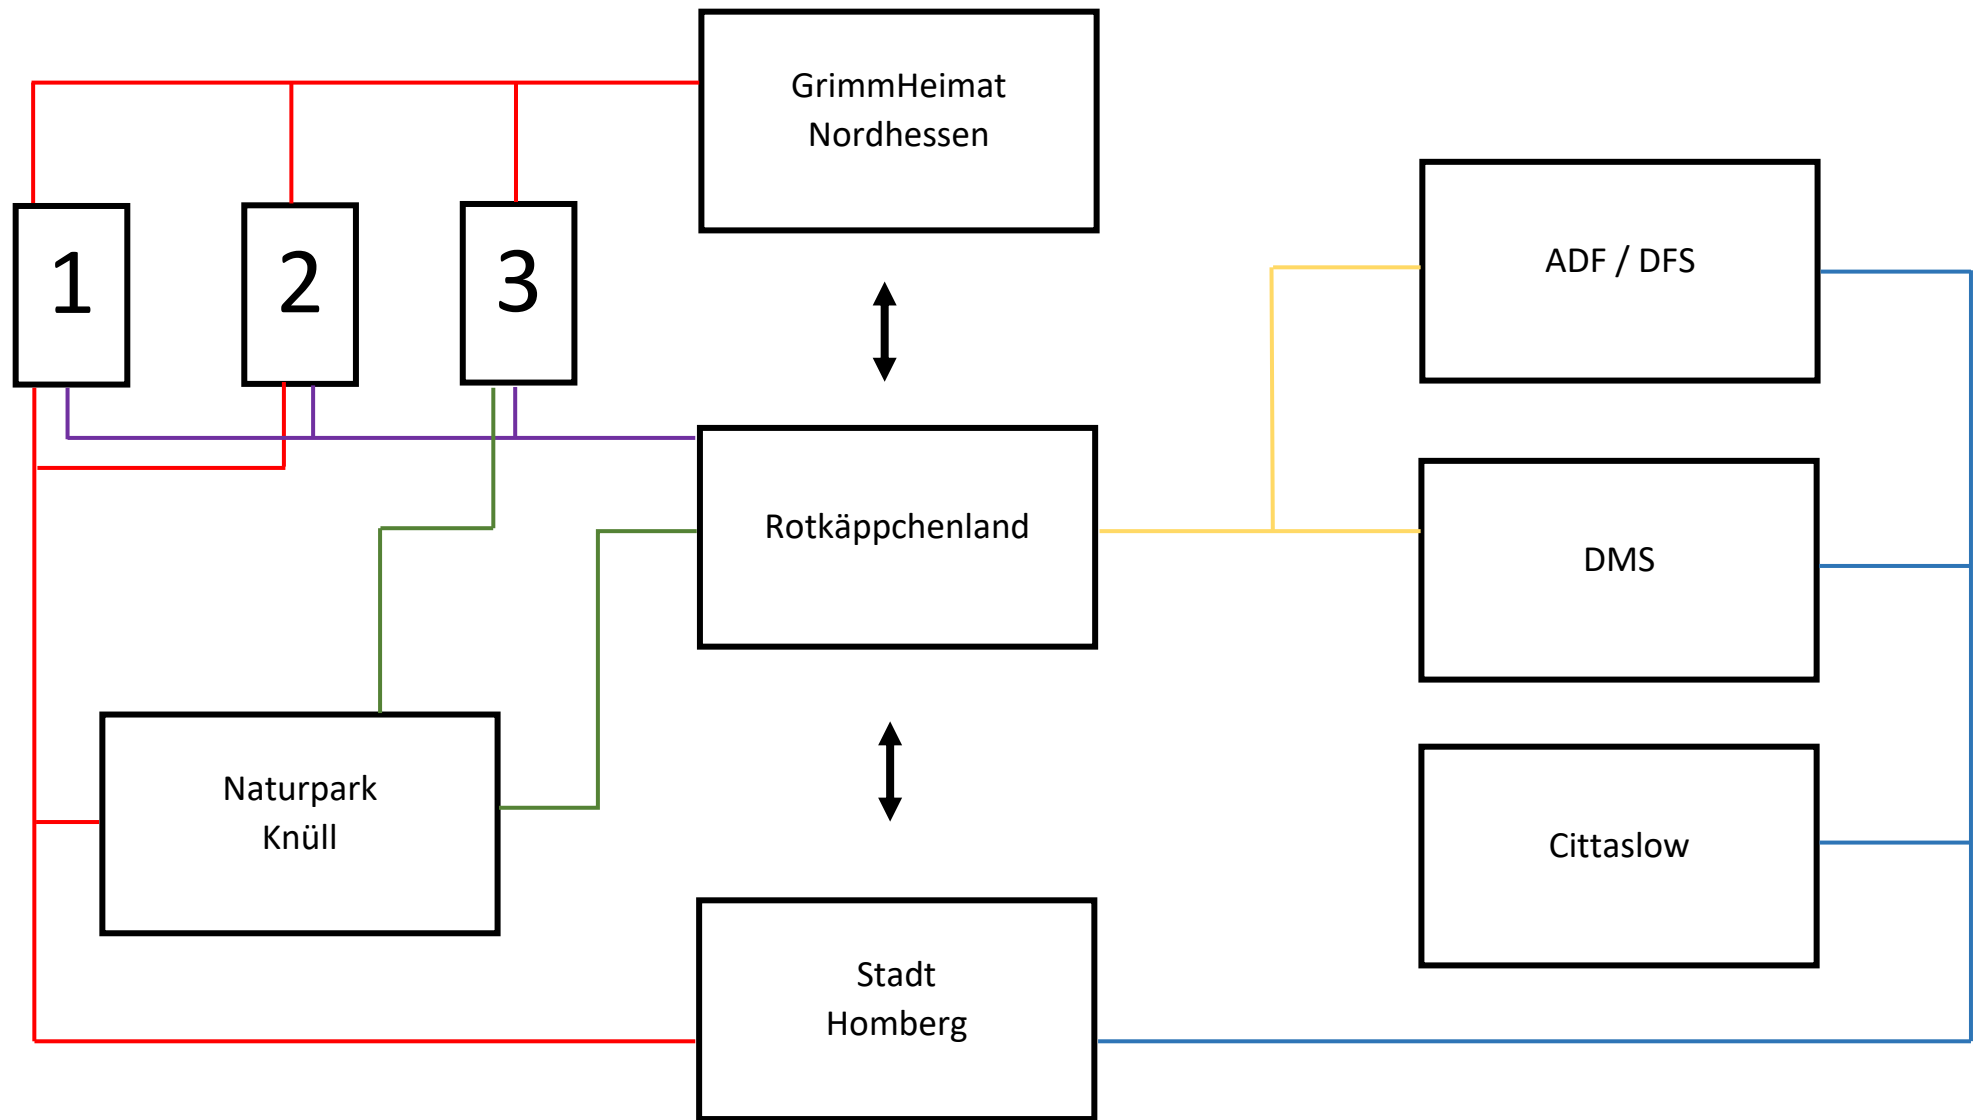 GrimmHeimat
Nordhessen
1
2
3
ADF / DFS
Rotkäppchenland
DMS
Naturpark
Knüll
Cittaslow
Stadt
Homberg